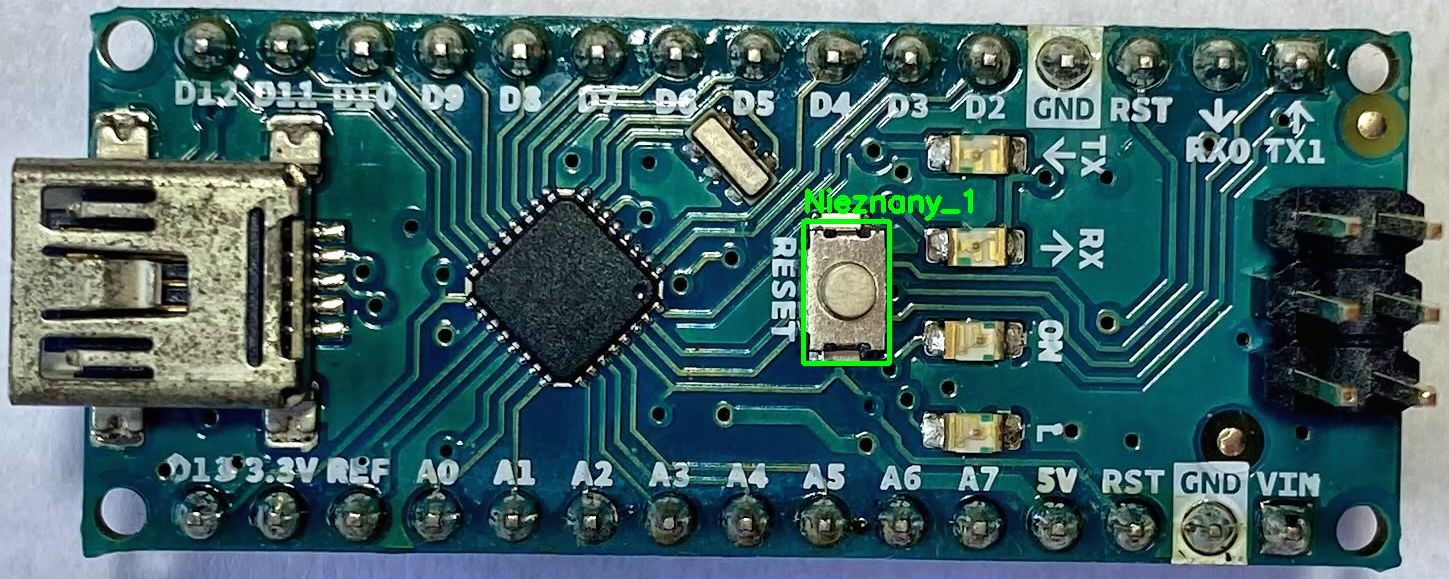 D12 D11 D10 D9 D8 D7 D6 D5 D4 D3 D2 GND RST
RX0 TX1
TX
Nieznany_1
RESET
RX
ON
L
D13 3.3V REF A0 A1 A2 A3 A4 A5 A6 A7 5V RST GND VIN